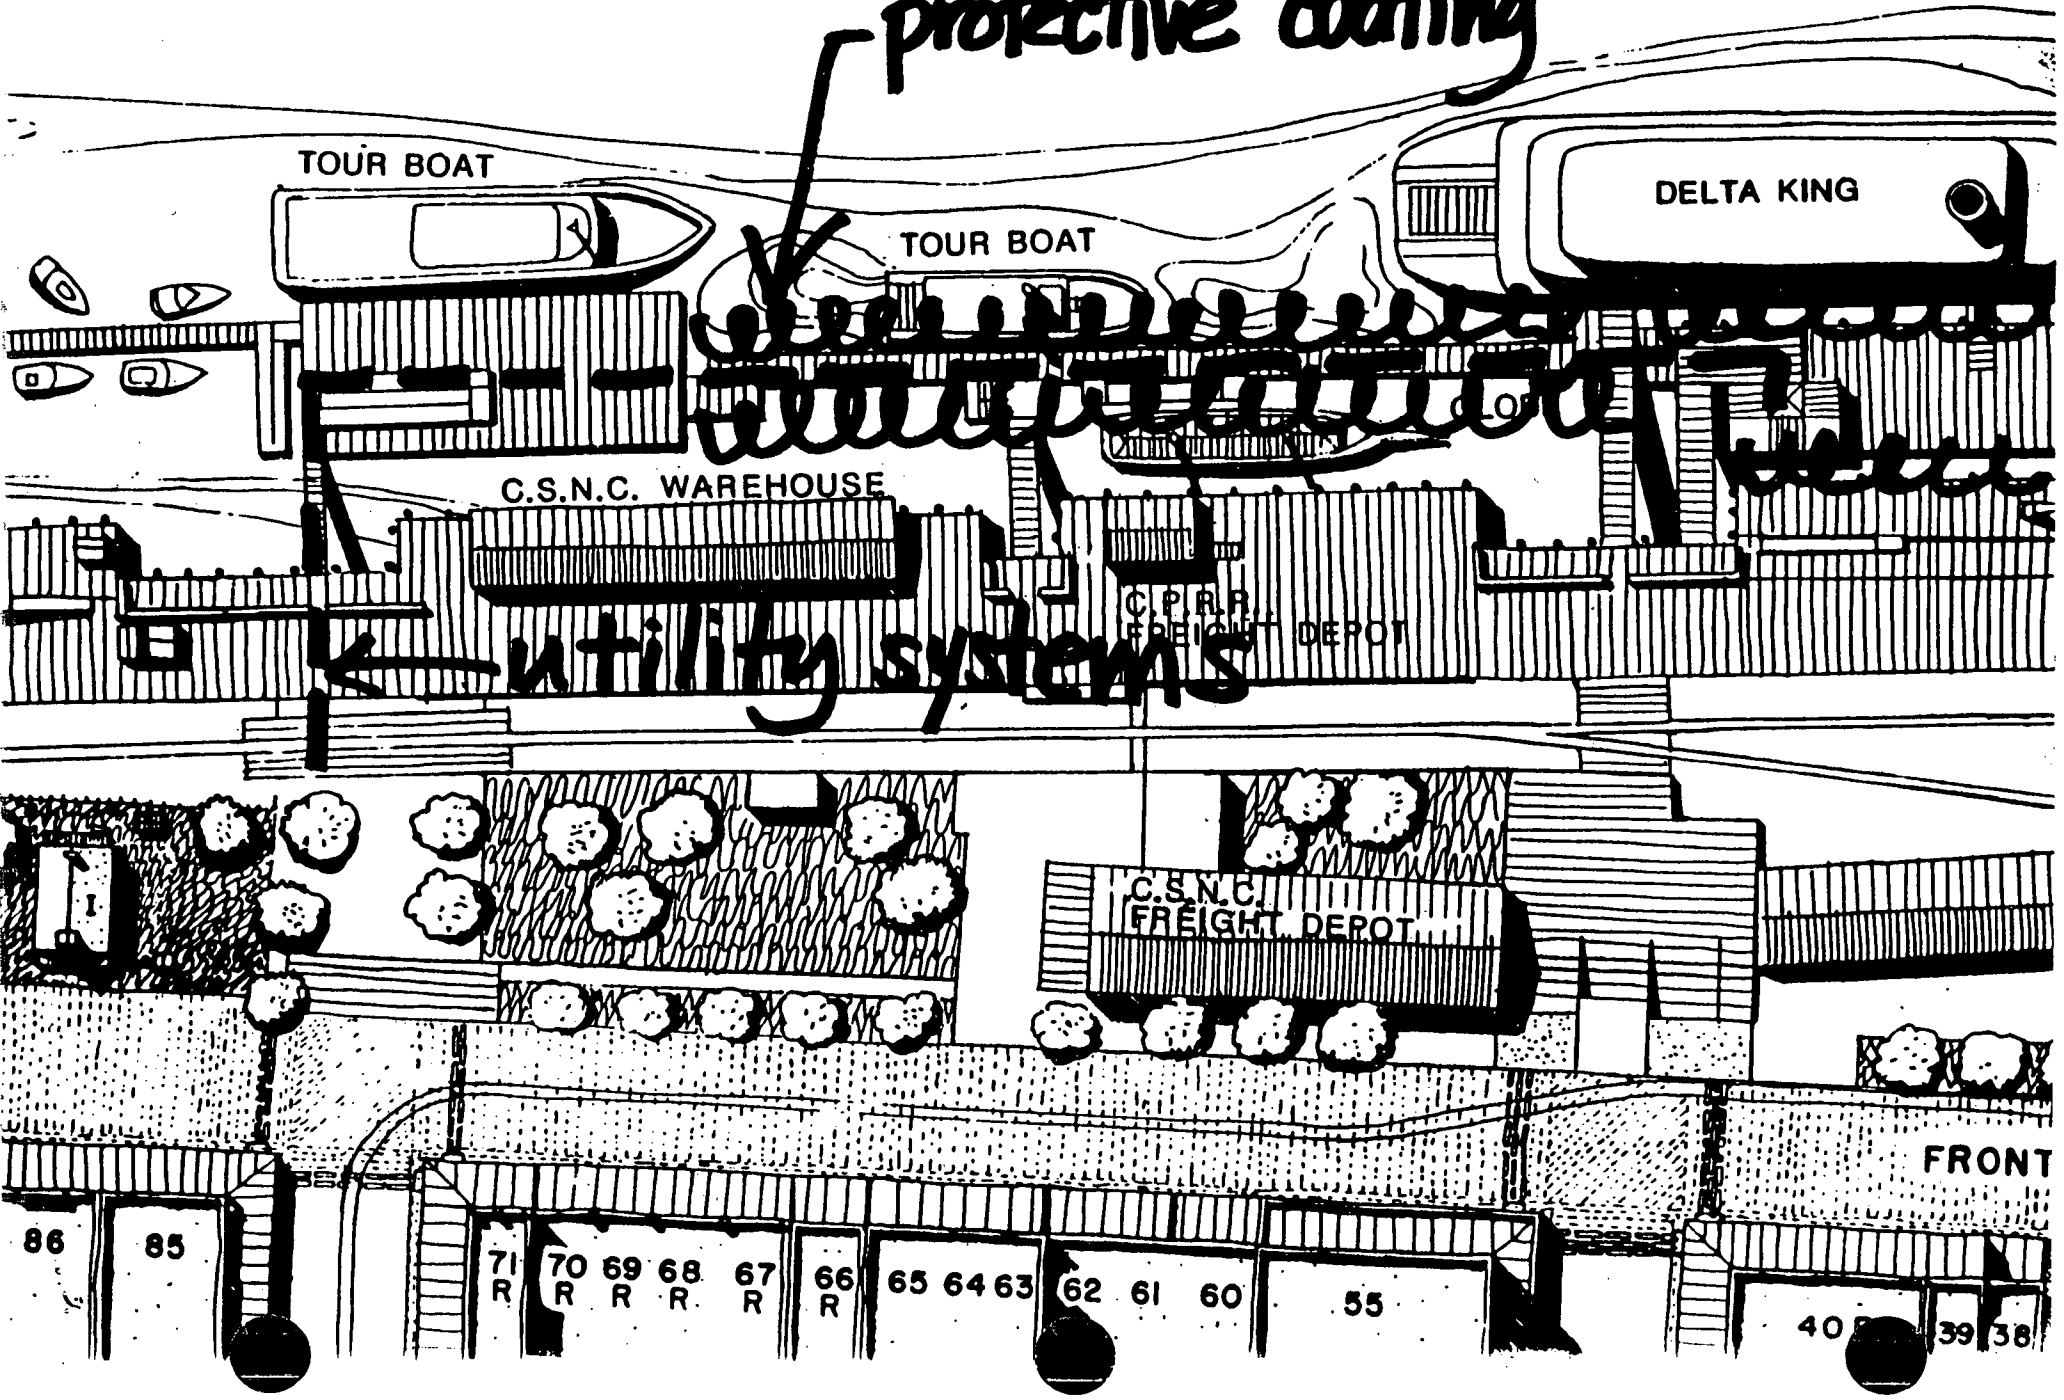 protective coating
TOUR BOAT
DELTA KING
TOUR BOAT
C.S.N.C. WAREHOUSE
C.P.R.R.
FREIGHT DEPOT
utility systems
C.S.N.C.
FREIGHT DEPOT
FRONT
86
85
71
R
70
R
69
R
68
R
67
R
66
R
65
64
63
62
61
60
55
40
39
38